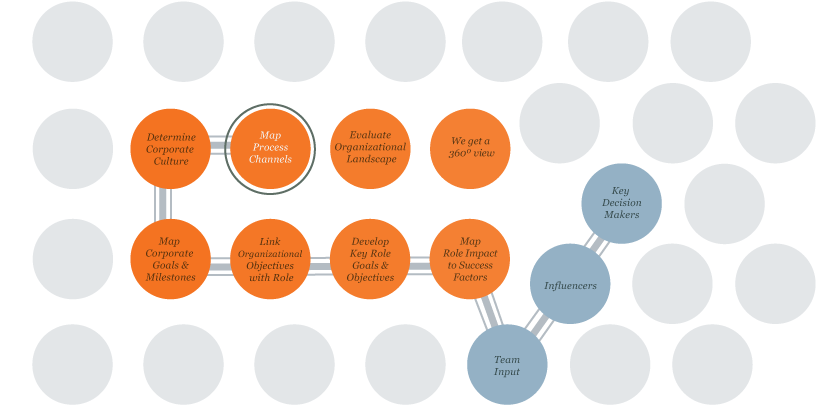 Determine
Corporate
Culture
Map
Process
Channels
Evaluate
Organizational
Landscape
We get a
360º view
Key
Decision
Makers
Map
Corporate
Goals &
Milestones
Link
Organizational
Objectives
with Role
Develop
Key Role
Goals &
Objectives
Map
Role Impact
to Success
Factors
Influencers
Team
Input